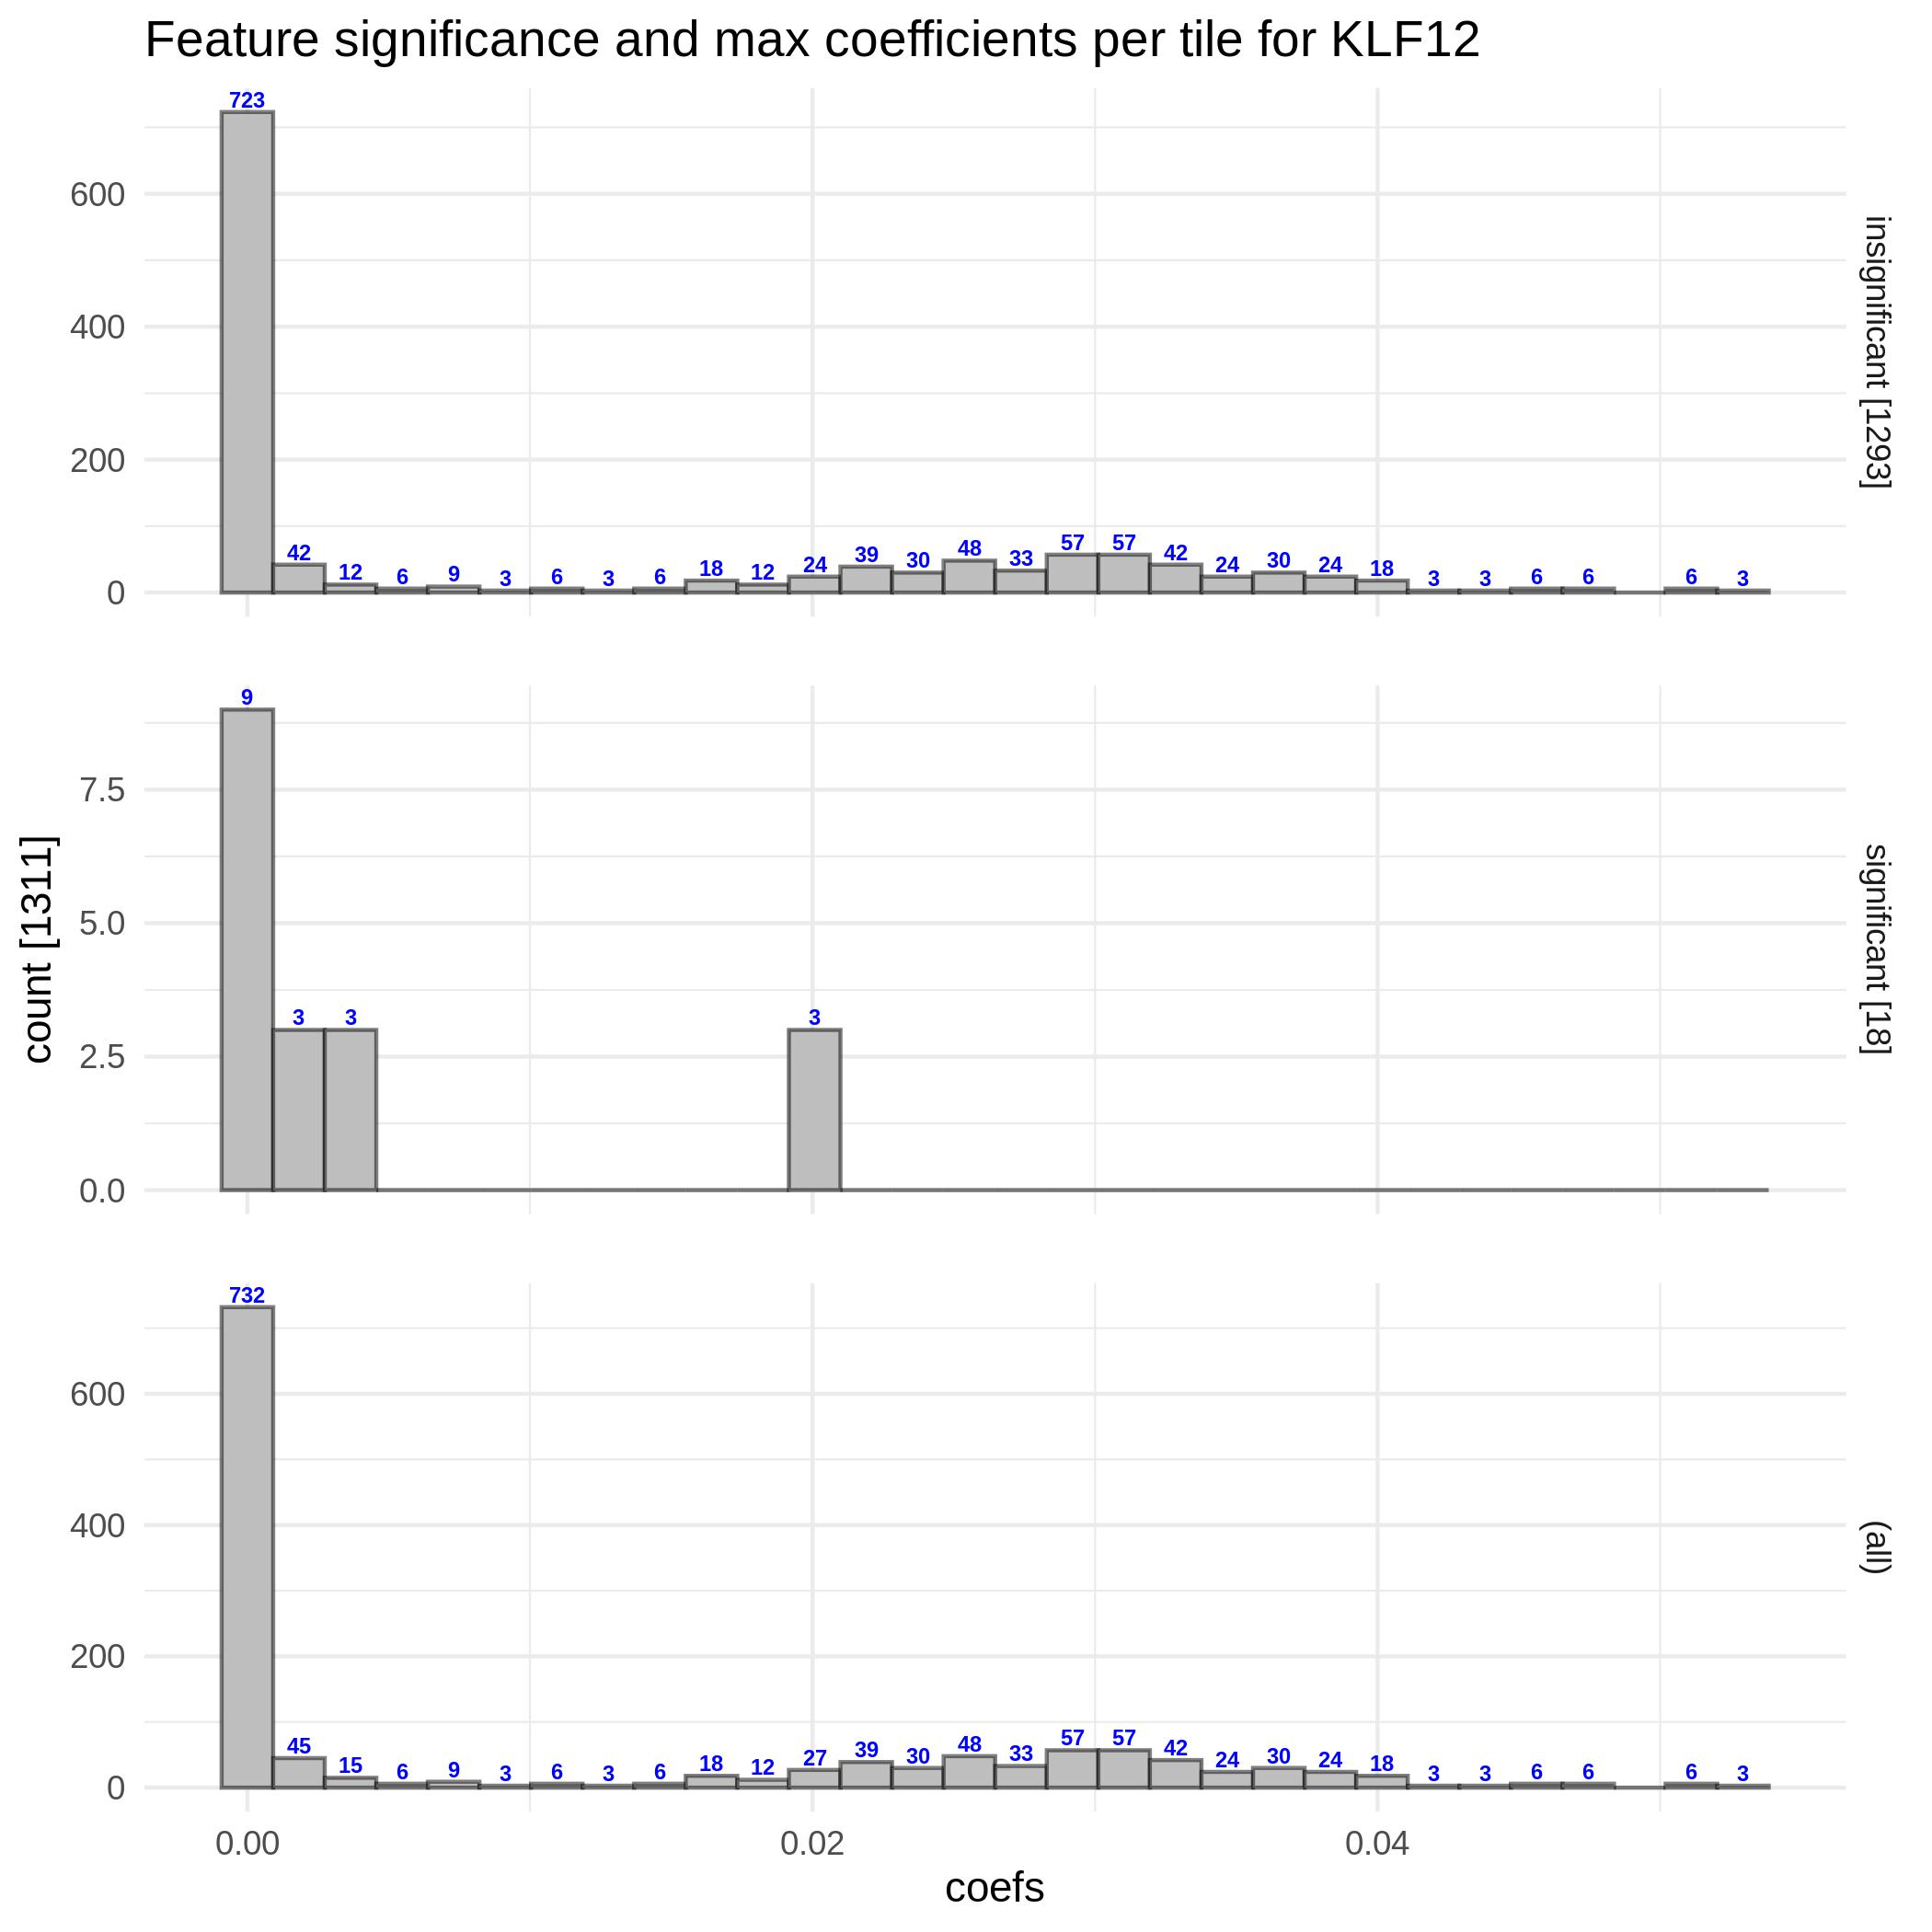 Feature significance and max coefficients per tile for KLF12
723
600
400
200
0
42 12 6 9 3 6 3 6 18 12 24 39 30 48 33 57 57 42 24 30 24 18 3 3 6 6 6 3
insignificant [1293]
9
7.5
5.0
2.5
0.0
3 3 3
significant [18]
count [1311]
732
600
400
200
0
45 15 6 9 3 6 3 6 18 12 27 39 30 48 33 57 57 42 24 30 24 18 3 3 6 6 6 3
(all)
0.00 0.02 0.04
coefs